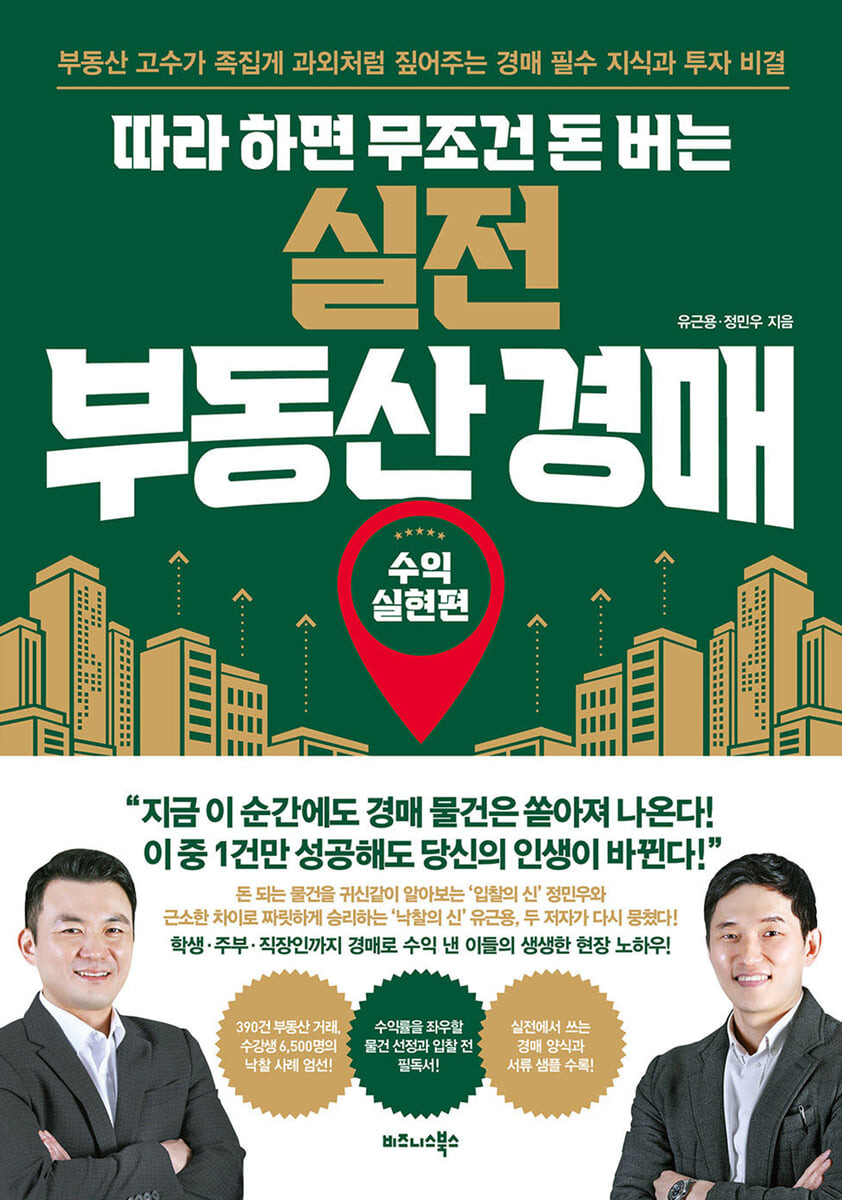 부동산 고수가 족집게 과외처럼 짚어주는 경매 필수 지식과 투자 비결
따라 하면 무조건 돈 버는
실전
유근용·정민우 지음
부동산 경매
수익
실현편
“지금 이 순간에도 경매 물건은 쏟아져 나온다!
이 중 1건만 성공해도 당신의 인생이 바뀐다!”
돈 되는 물건을 귀신같이 알아보는 ‘입찰의 신’ 정민우와
근소한 차이로 짜릿하게 승리하는 ‘낙찰의 신’ 유근용, 두 저자가 다시 뭉쳤다!
학생·주부·직장인까지 경매로 수익 낸 이들의 생생한 현장 노하우!
390건 부동산 거래,
수강생 6,500명의
낙찰 사례 엄선!
수익률을 좌우할
물건 선정과 입찰 전
필독서!
실전에서 쓰는
경매 양식과
서류 샘플 수록!
비즈니스북스